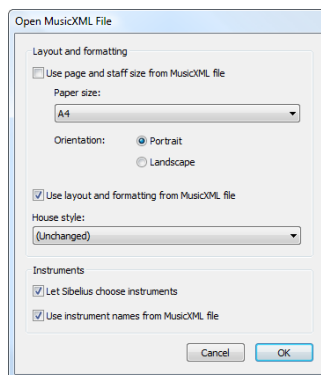 Open MusicXML File
Layout and formatting
Use page and staff size from MusicXML file
Paper size:
A4
Orientation:
Portrait
Landscape
Use layout and formatting from MusicXML file
House style:
(Unchanged)
Instruments
Let Sibelius choose instruments
Use instrument names from MusicXML file
Cancel
OK